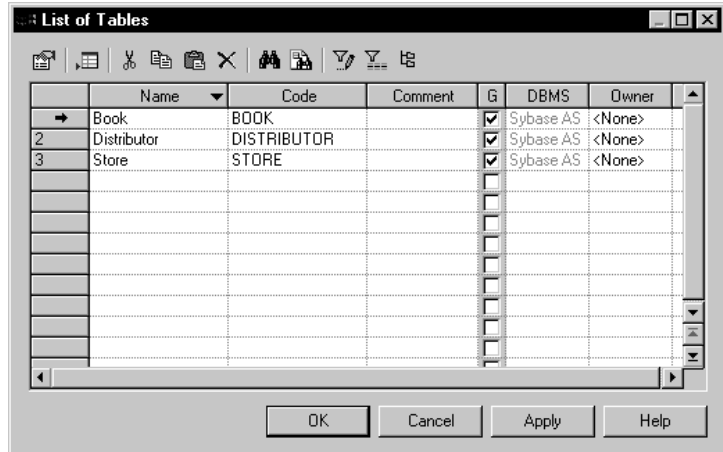 List of Tables
Name Code Comment G DBMS Owner
Book BOOK Sybase AS <None>
2 Distributor DISTRIBUTOR Sybase AS <None>
3 Store STORE Sybase AS <None>
OK Cancel Apply Help